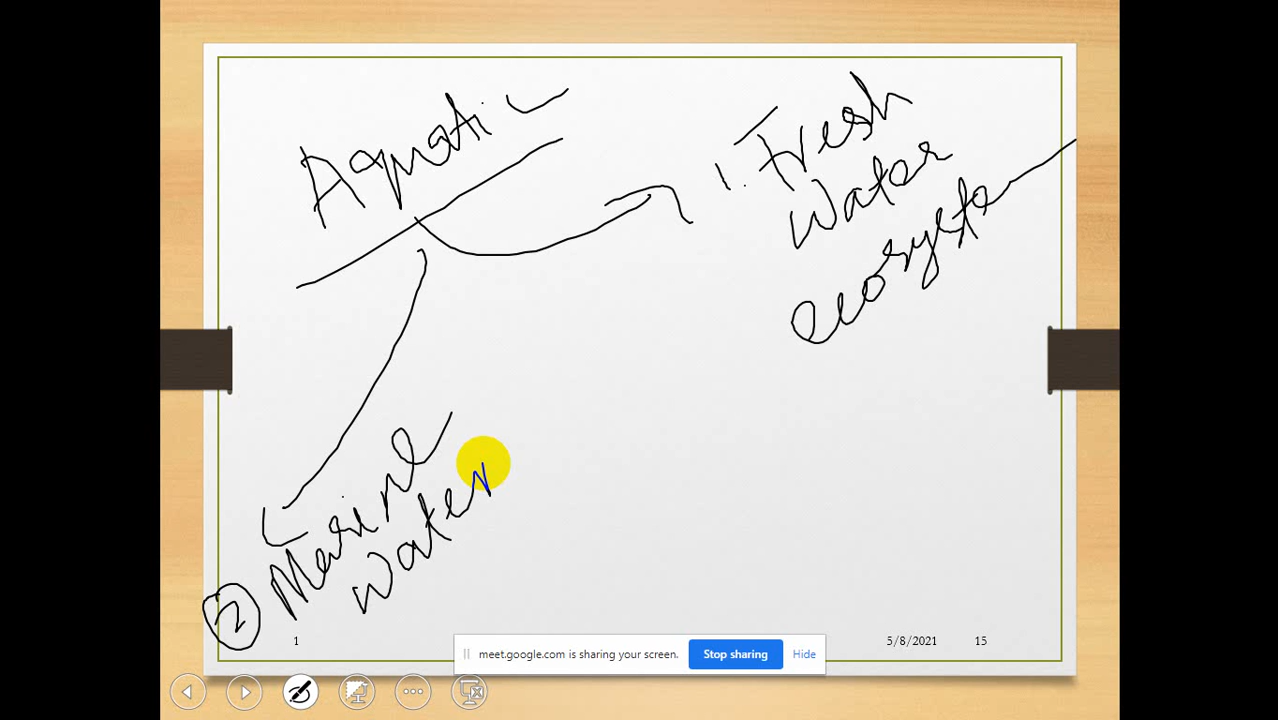 Aquatic
1. Fresh
Water
ecosyste
② Marine
Water
1
5/8/2021
15
meet.google.com is sharing your screen.
Stop sharing
Hide